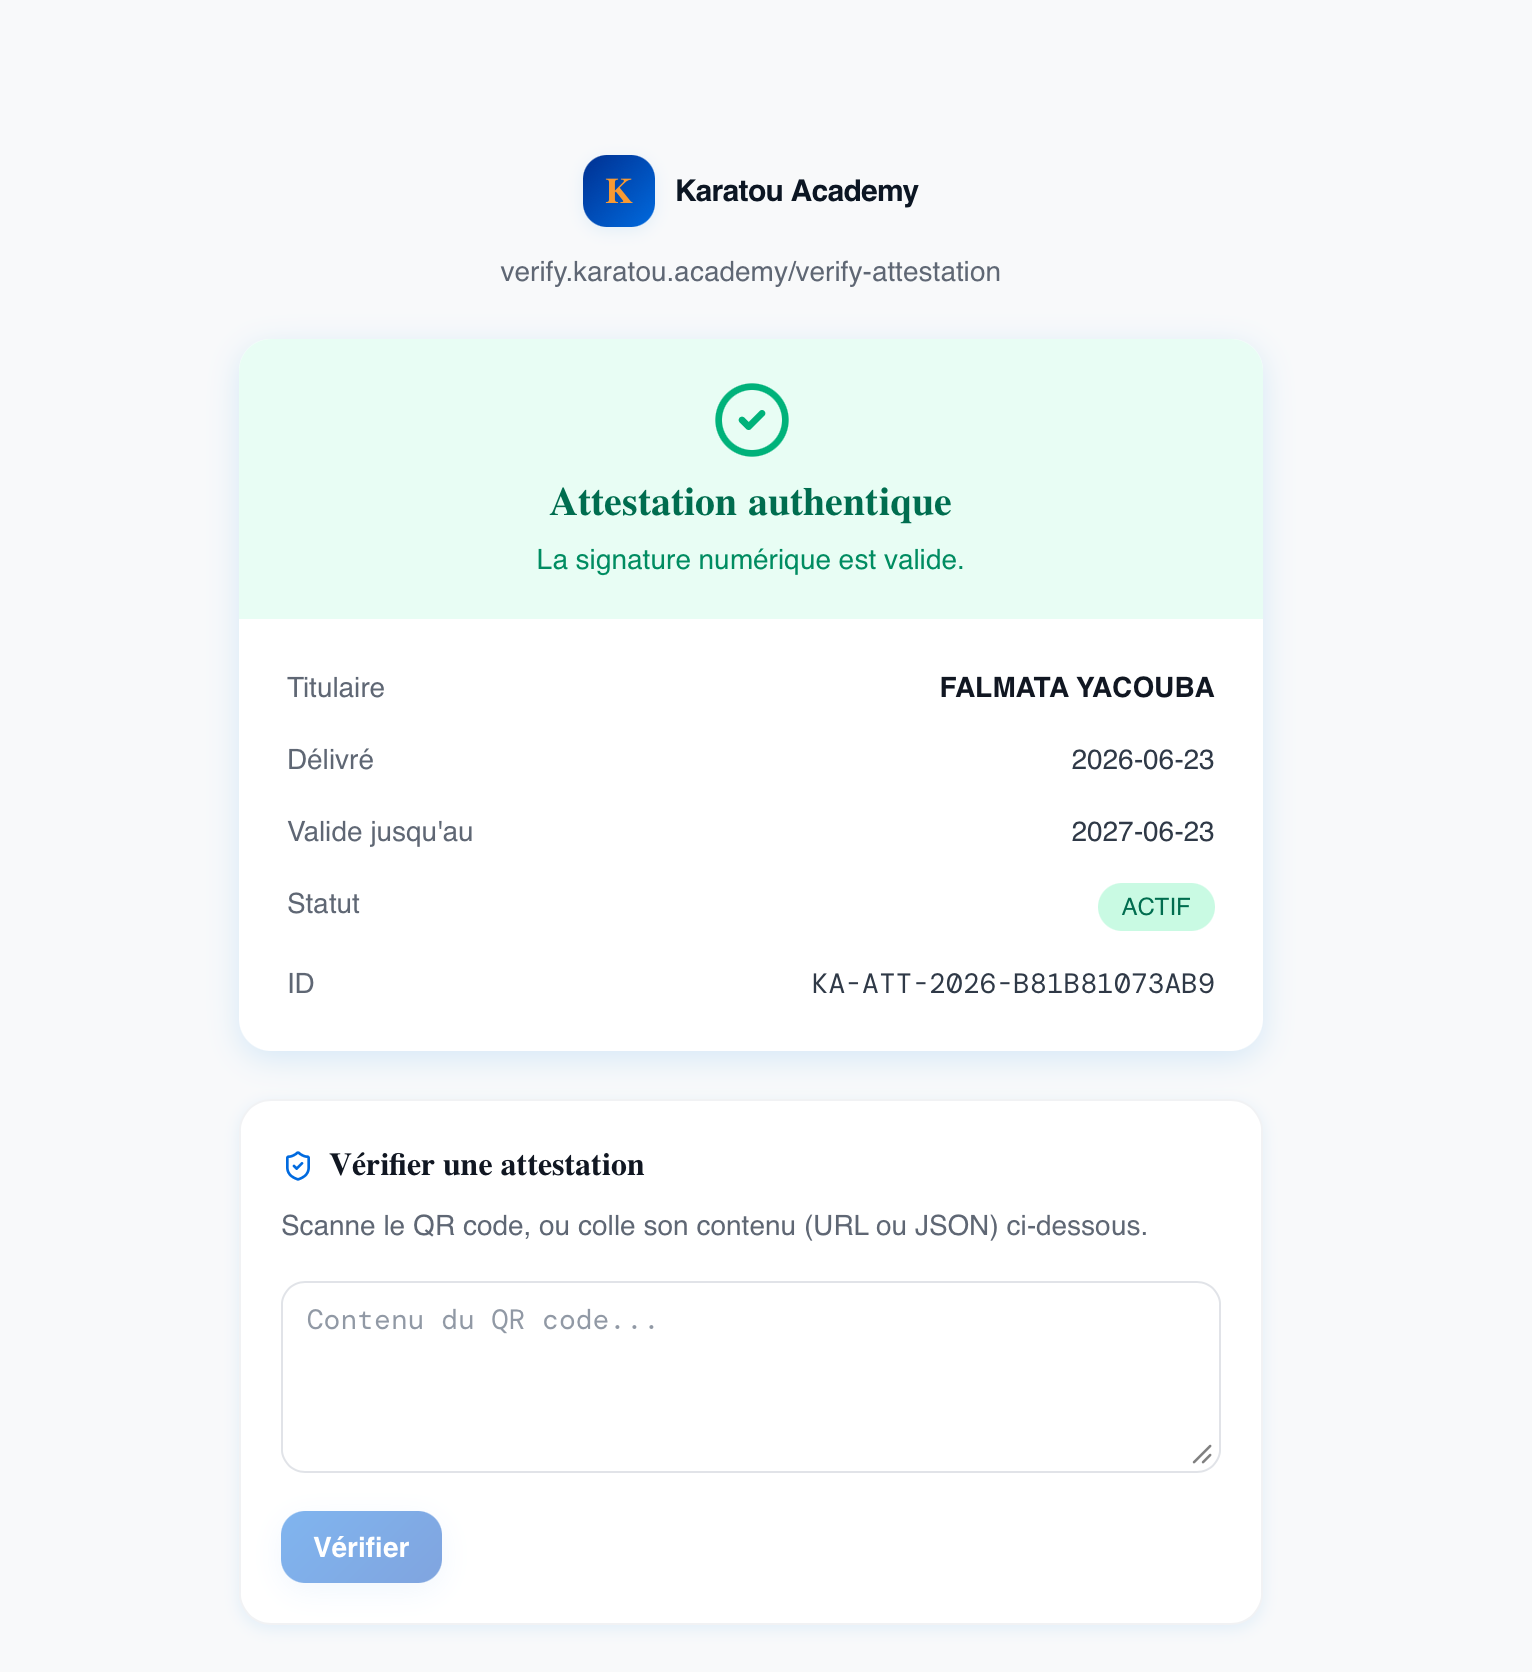 K Karatou Academy
verify.karatou.academy/verify-attestation
Attestation authentique
La signature numérique est valide.
Titulaire FALMATA YACOUBA
Délivré 2026-06-23
Valide jusqu'au 2027-06-23
Statut ACTIF
ID KA-ATT-2026-B81B81073AB9
Vérifier une attestation
Scanne le QR code, ou colle son contenu (URL ou JSON) ci-dessous.
Contenu du QR code...
Vérifier